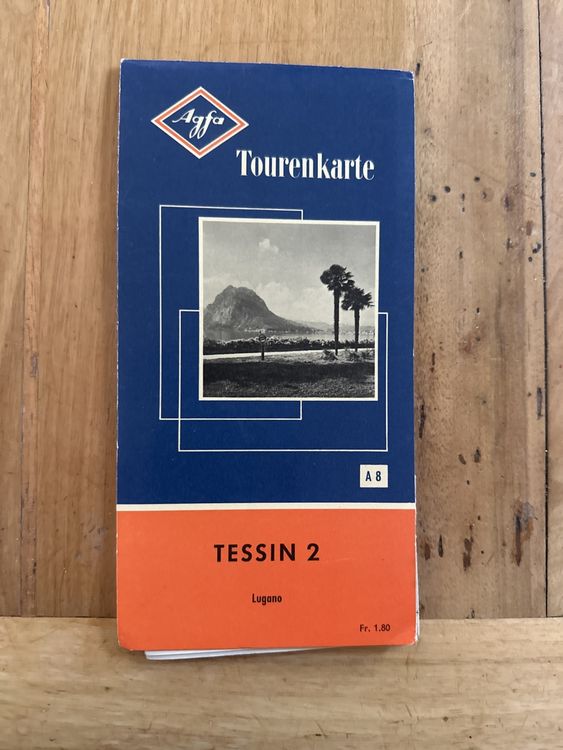 Agfa
Tourenkarte
A 8
TESSIN 2
Lugano
Fr. 1.80